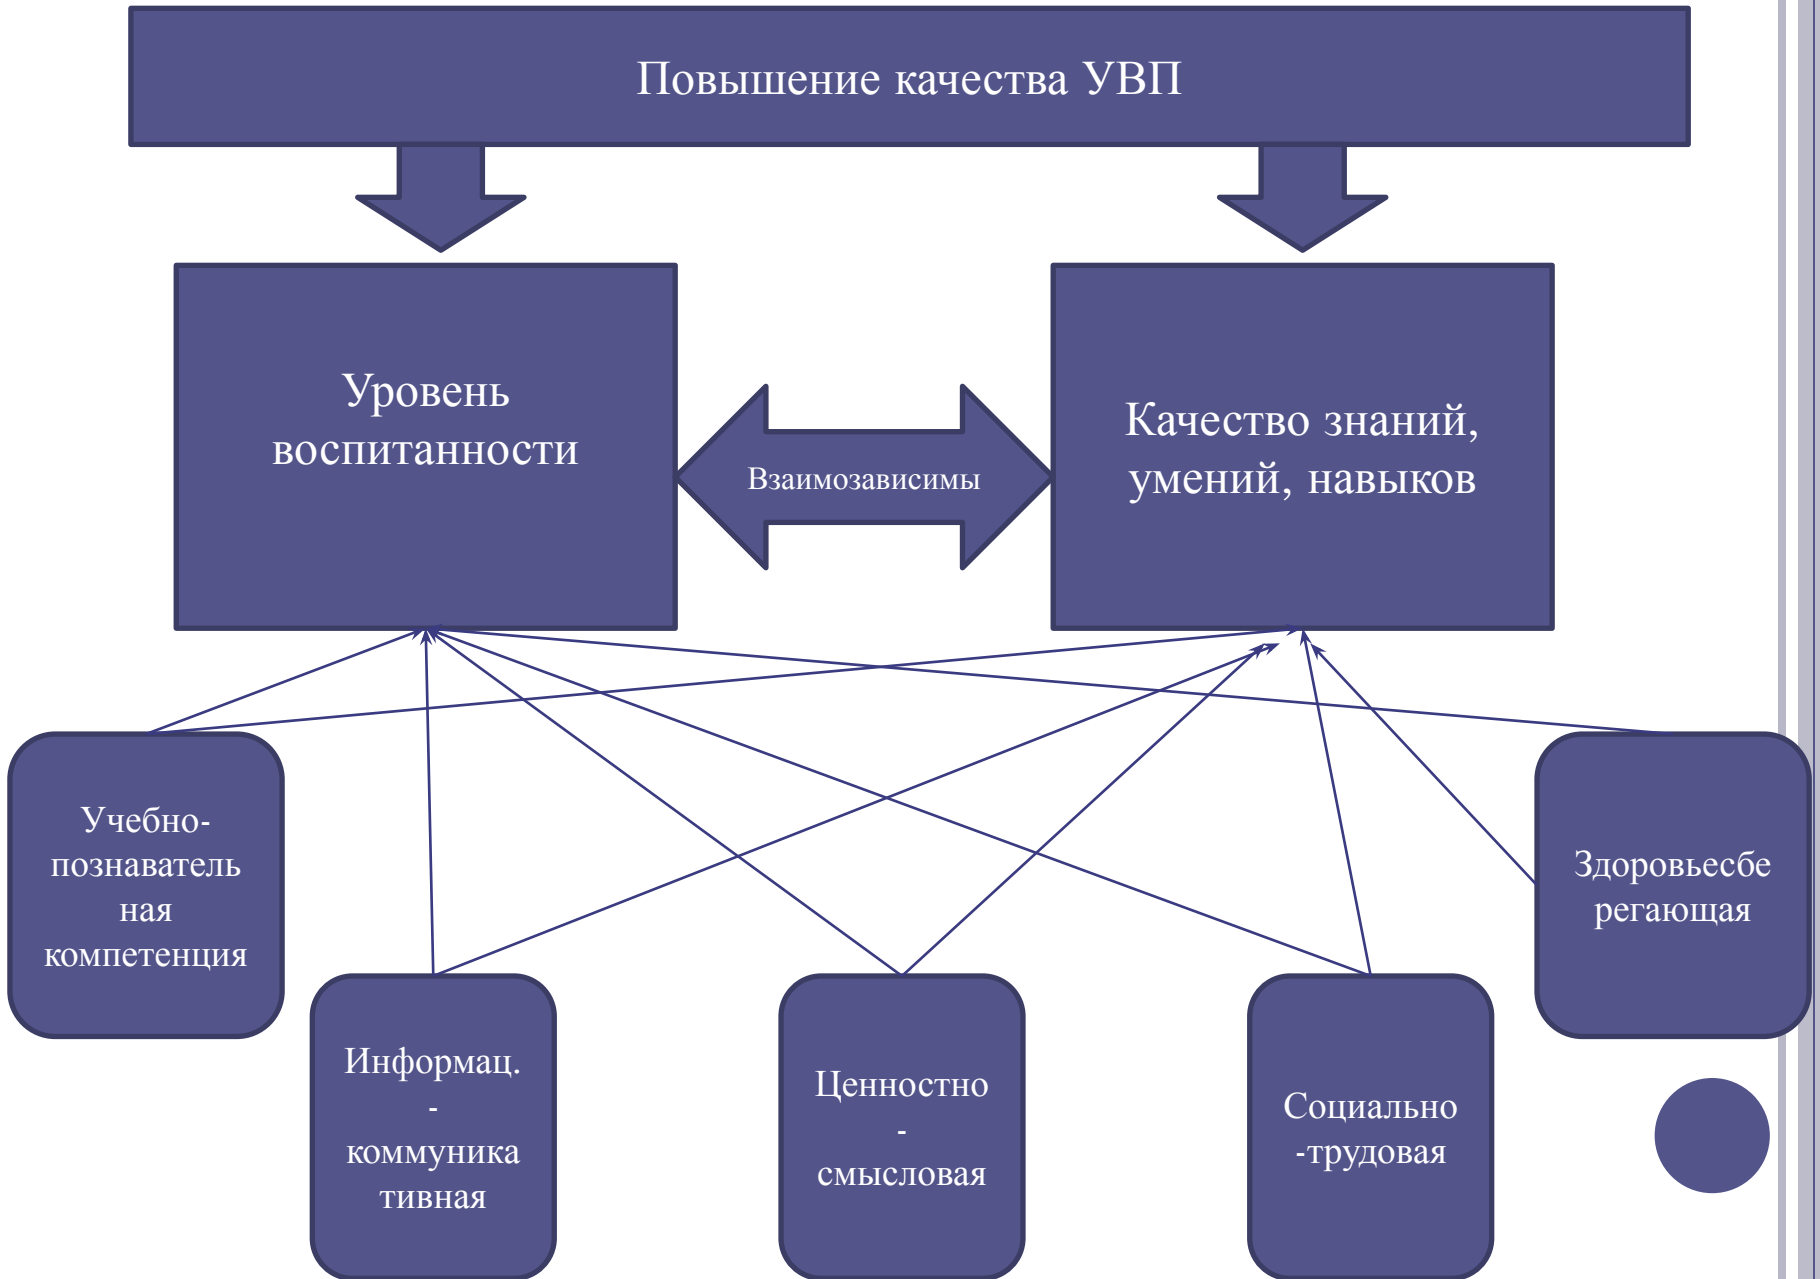 Повышение качества УВП
Уровень
воспитанности
Взаимозависимы
Качество знаний,
умений, навыков
Учебно-
познаватель
ная
компетенция
Информац.
-
коммуника
тивная
Ценностно
-
смысловая
Социально
-трудовая
Здоровьесбе
регающая